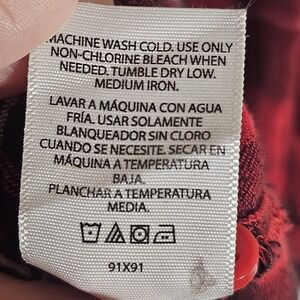 MACHINE WASH COLD. USE ONLY
NON-CHLORINE BLEACH WHEN
NEEDED. TUMBLE DRY LOW.
MEDIUM IRON.
LAVAR A MÁQUINA CON AGUA
FRÍA. USAR SOLAMENTE
BLANQUEADOR SIN CLORO
CUANDO SE NECESITE. SECAR EN
MÁQUINA A TEMPERATURA
BAJA.
PLANCHAR A TEMPERATURA
MEDIA.
91X91